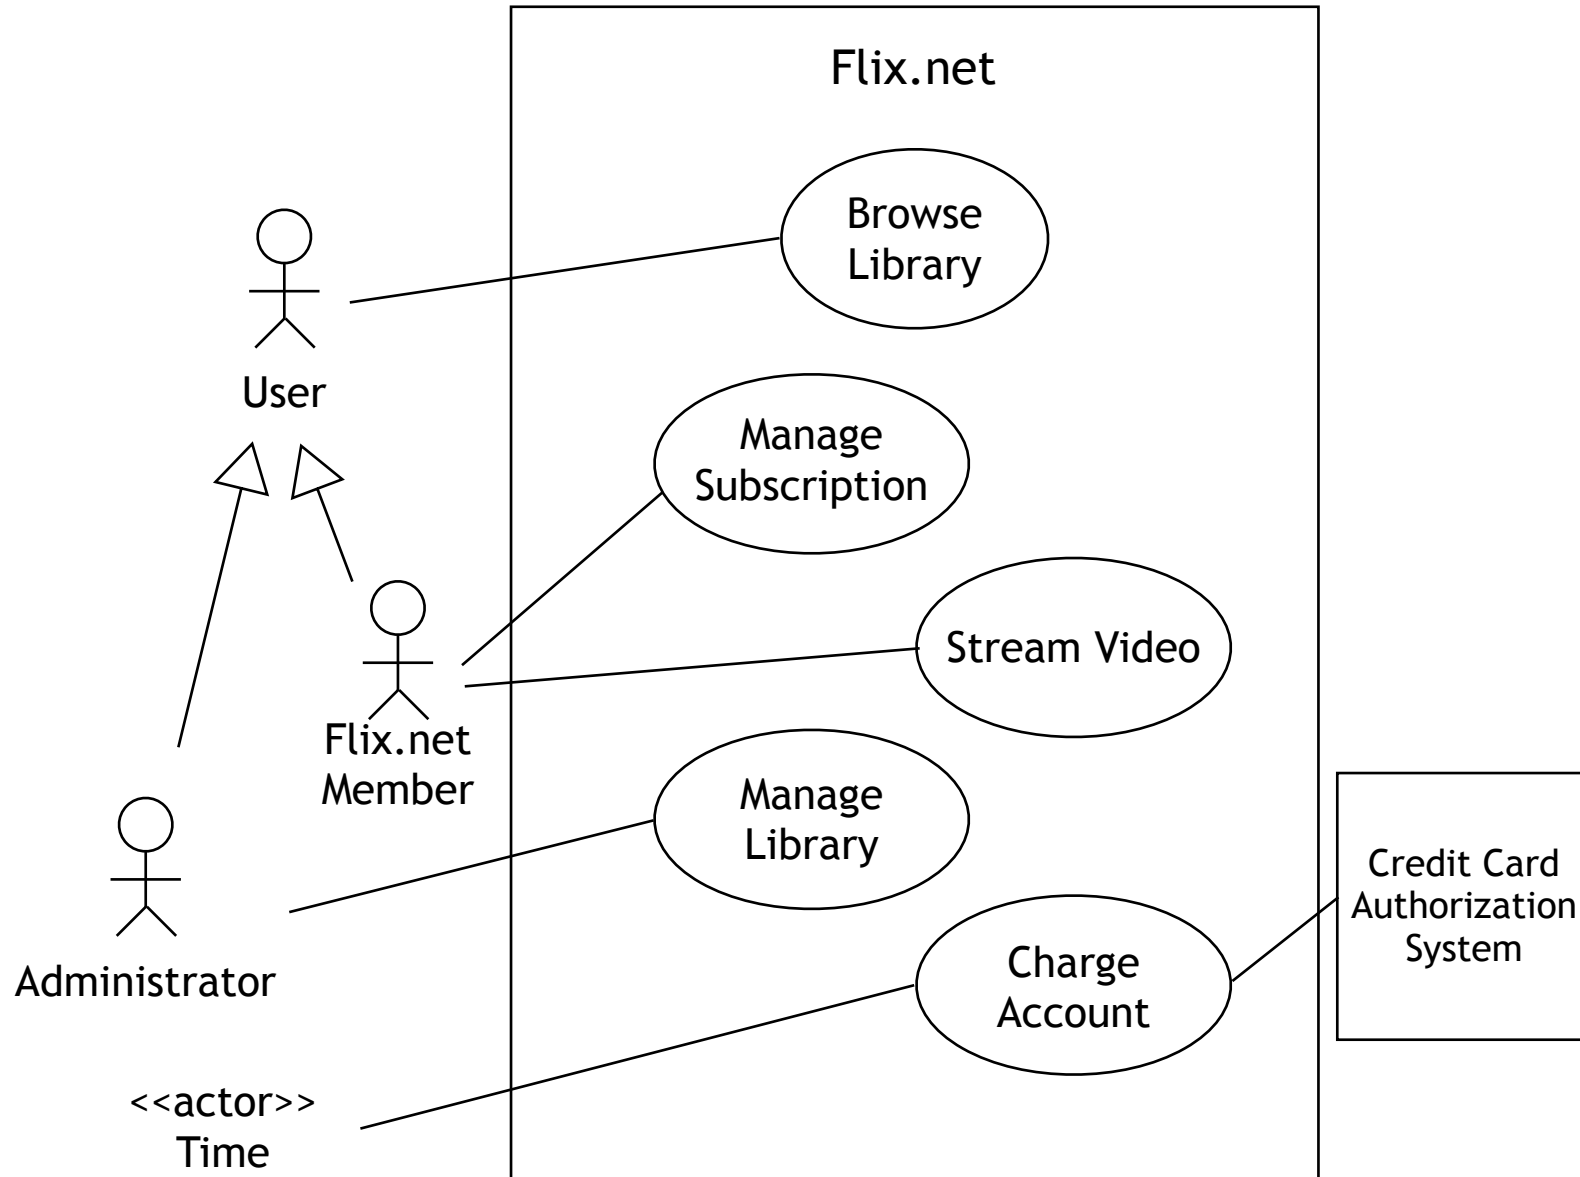 Flix.net
Browse
Library
User
Manage
Subscription
Stream Video
Flix.net
Member
Manage
Library
Credit Card
Authorization
System
Administrator
Charge
Account
<<actor>>
Time